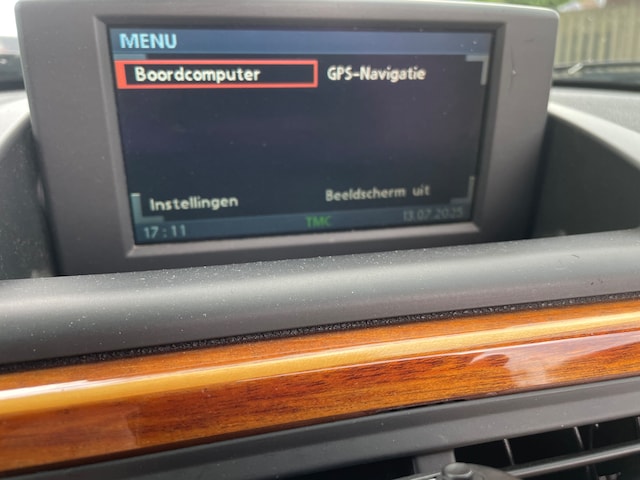 MENU
Boordcomputer GPS-Navigatie
Instellingen Beeldscherm uit
17:11 TMC 13.07.2025